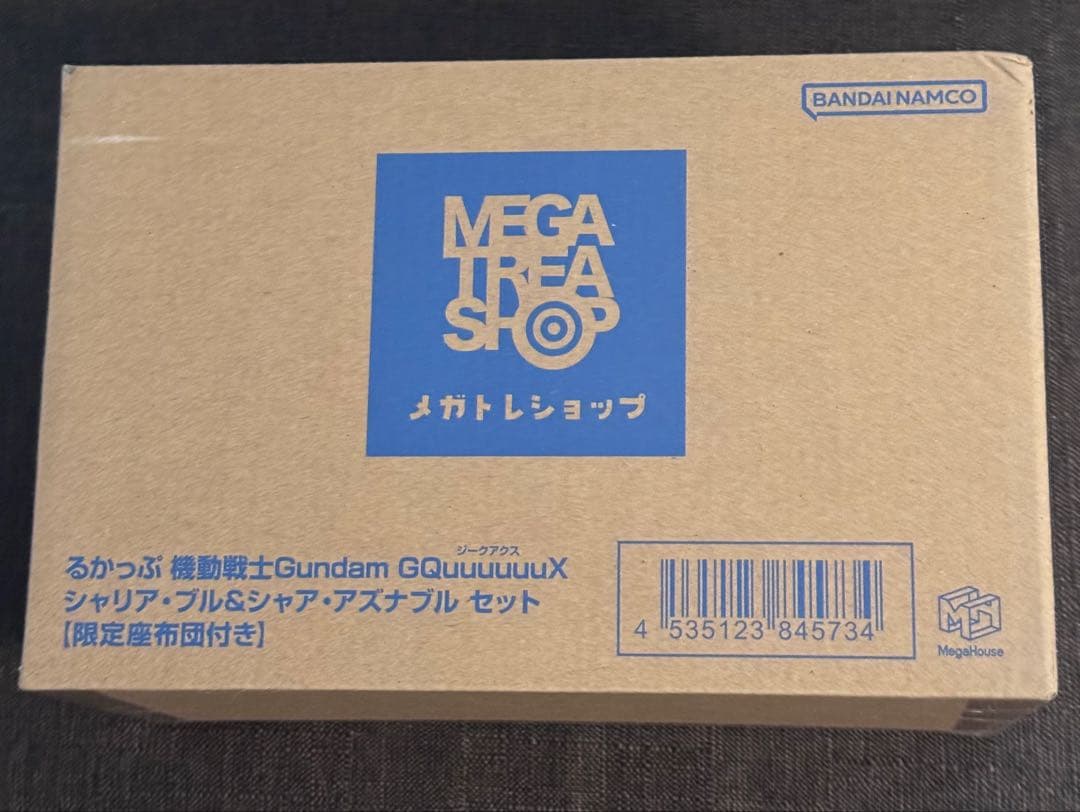 BANDAI NAMCO
MEGA
TREA
SHOP
メガトレショップ
ジークアクス
るかっぷ 機動戦士Gundam GQuuuuuuX
シャリア・ブル&シャア・アズナブル セット
【限定座布団付き】
4 535123 845734
MegaHouse